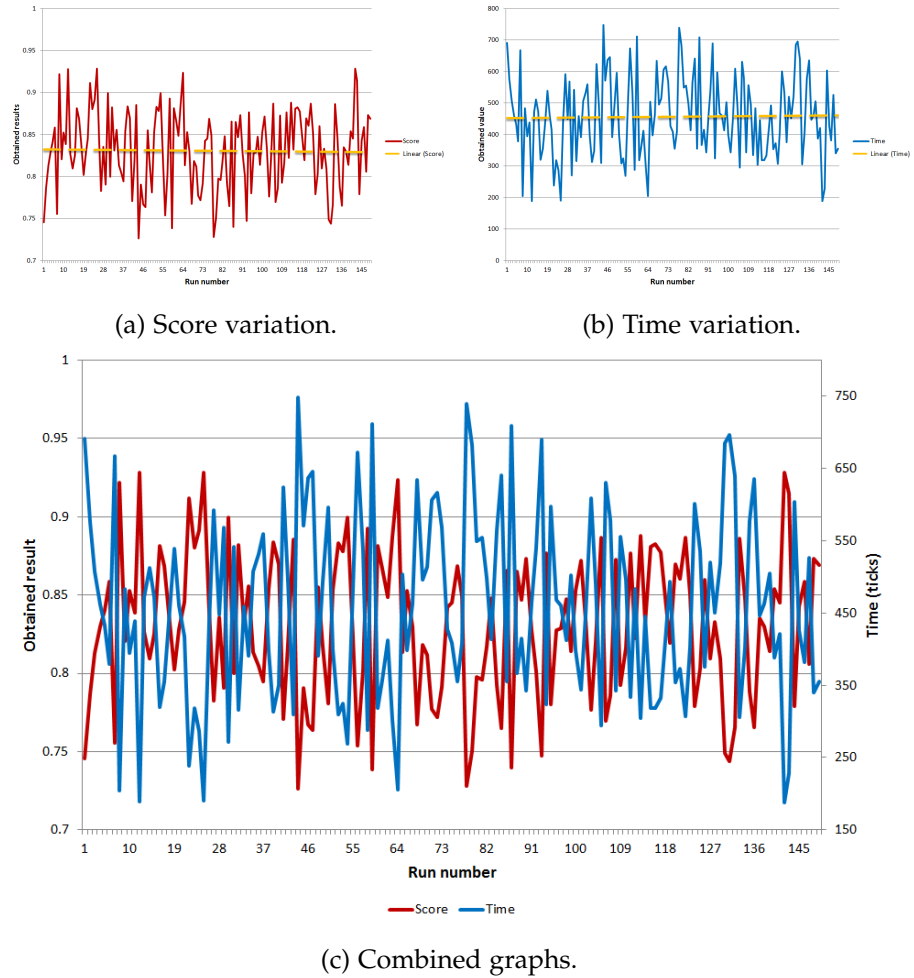 1
0.95
0.9
0.85
0.8
0.75
0.7
Obtained results
1 10 19 28 37 46 55 64 73 82 91 100 109 118 127 136 145
Run number
Score
Linear (Score)
800
700
600
500
400
300
200
100
0
Obtained value
1 10 19 28 37 46 55 64 73 82 91 100 109 118 127 136 145
Run number
Time
Linear (Time)
(a) Score variation.
(b) Time variation.
1
0.95
0.9
0.85
0.8
0.75
0.7
Obtained result
750
650
550
450
350
250
150
Time (ticks)
1 10 19 28 37 46 55 64 73 82 91 100 109 118 127 136 145
Run number
Score Time
(c) Combined graphs.